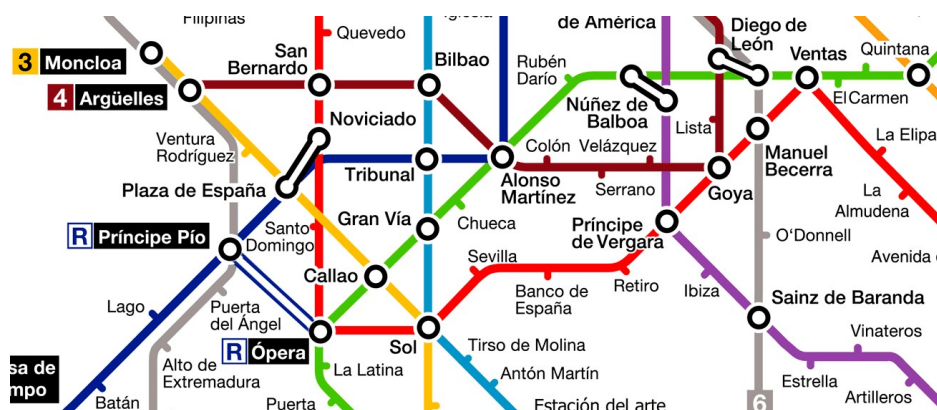 Filipinas
Quevedo
Iglesia
de América
Diego de
León
Ventas
Quintana
3 Moncloa
San
Bernardo
Bilbao
Rubén
Darío
4 Argüelles
Núñez de
Balboa
El Carmen
Noviciado
Lista
La Elipa
Ventura
Rodríguez
Colón
Velázquez
Manuel
Becerra
Tribunal
Alonso
Martínez
Serrano
Goya
La
Almudena
Plaza de España
Gran Vía
Chueca
Príncipe
de Vergara
O'Donnell
R Príncipe Pío
Santo
Domingo
Avenida
Callao
Sevilla
Banco de
España
Retiro
Ibiza
Sainz de Baranda
Lago
Puerta
del Ángel
R Ópera
Sol
Tirso de Molina
Vinateros
sa de
mpo
Alto de
Extremadura
La Latina
Antón Martín
Estrella
Batán
Puerta
Estación del arte
6
Artilleros